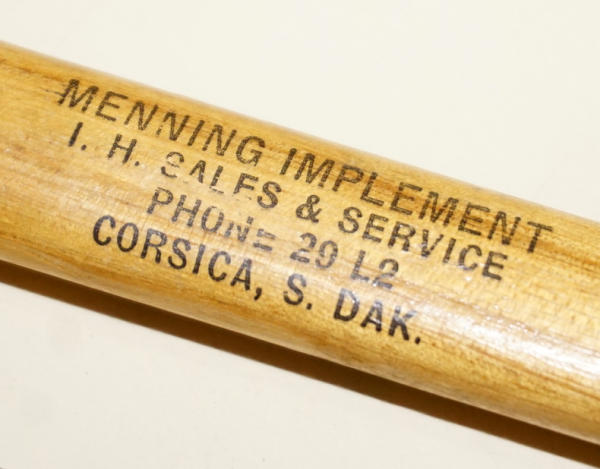 MENNING IMPLEMENT
I. H. SALES & SERVICE
PHONE 29 L2
CORSICA, S. DAK.